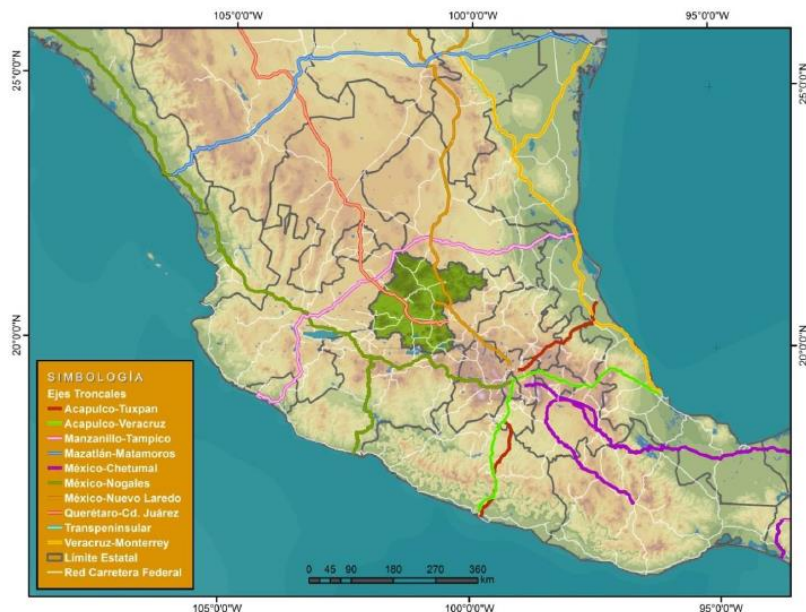 105°0'0"W
100°0'0"W
95°0'0"W
25°0'0"N
25°0'0"N
20°0'0"N
20°0'0"N
SIMBOLOGÍA
Ejes Troncales
Acapulco-Tuxpan
Acapulco-Veracruz
Manzanillo-Tampico
Mazatlán-Matamoros
México-Chetumal
México-Nogales
México-Nuevo Laredo
Querétaro-Cd. Juárez
Transpeninsular
Veracruz-Monterrey
Límite Estatal
Red Carretera Federal
0 45 90 180 270 360
km
105°0'0"W
100°0'0"W
95°0'0"W